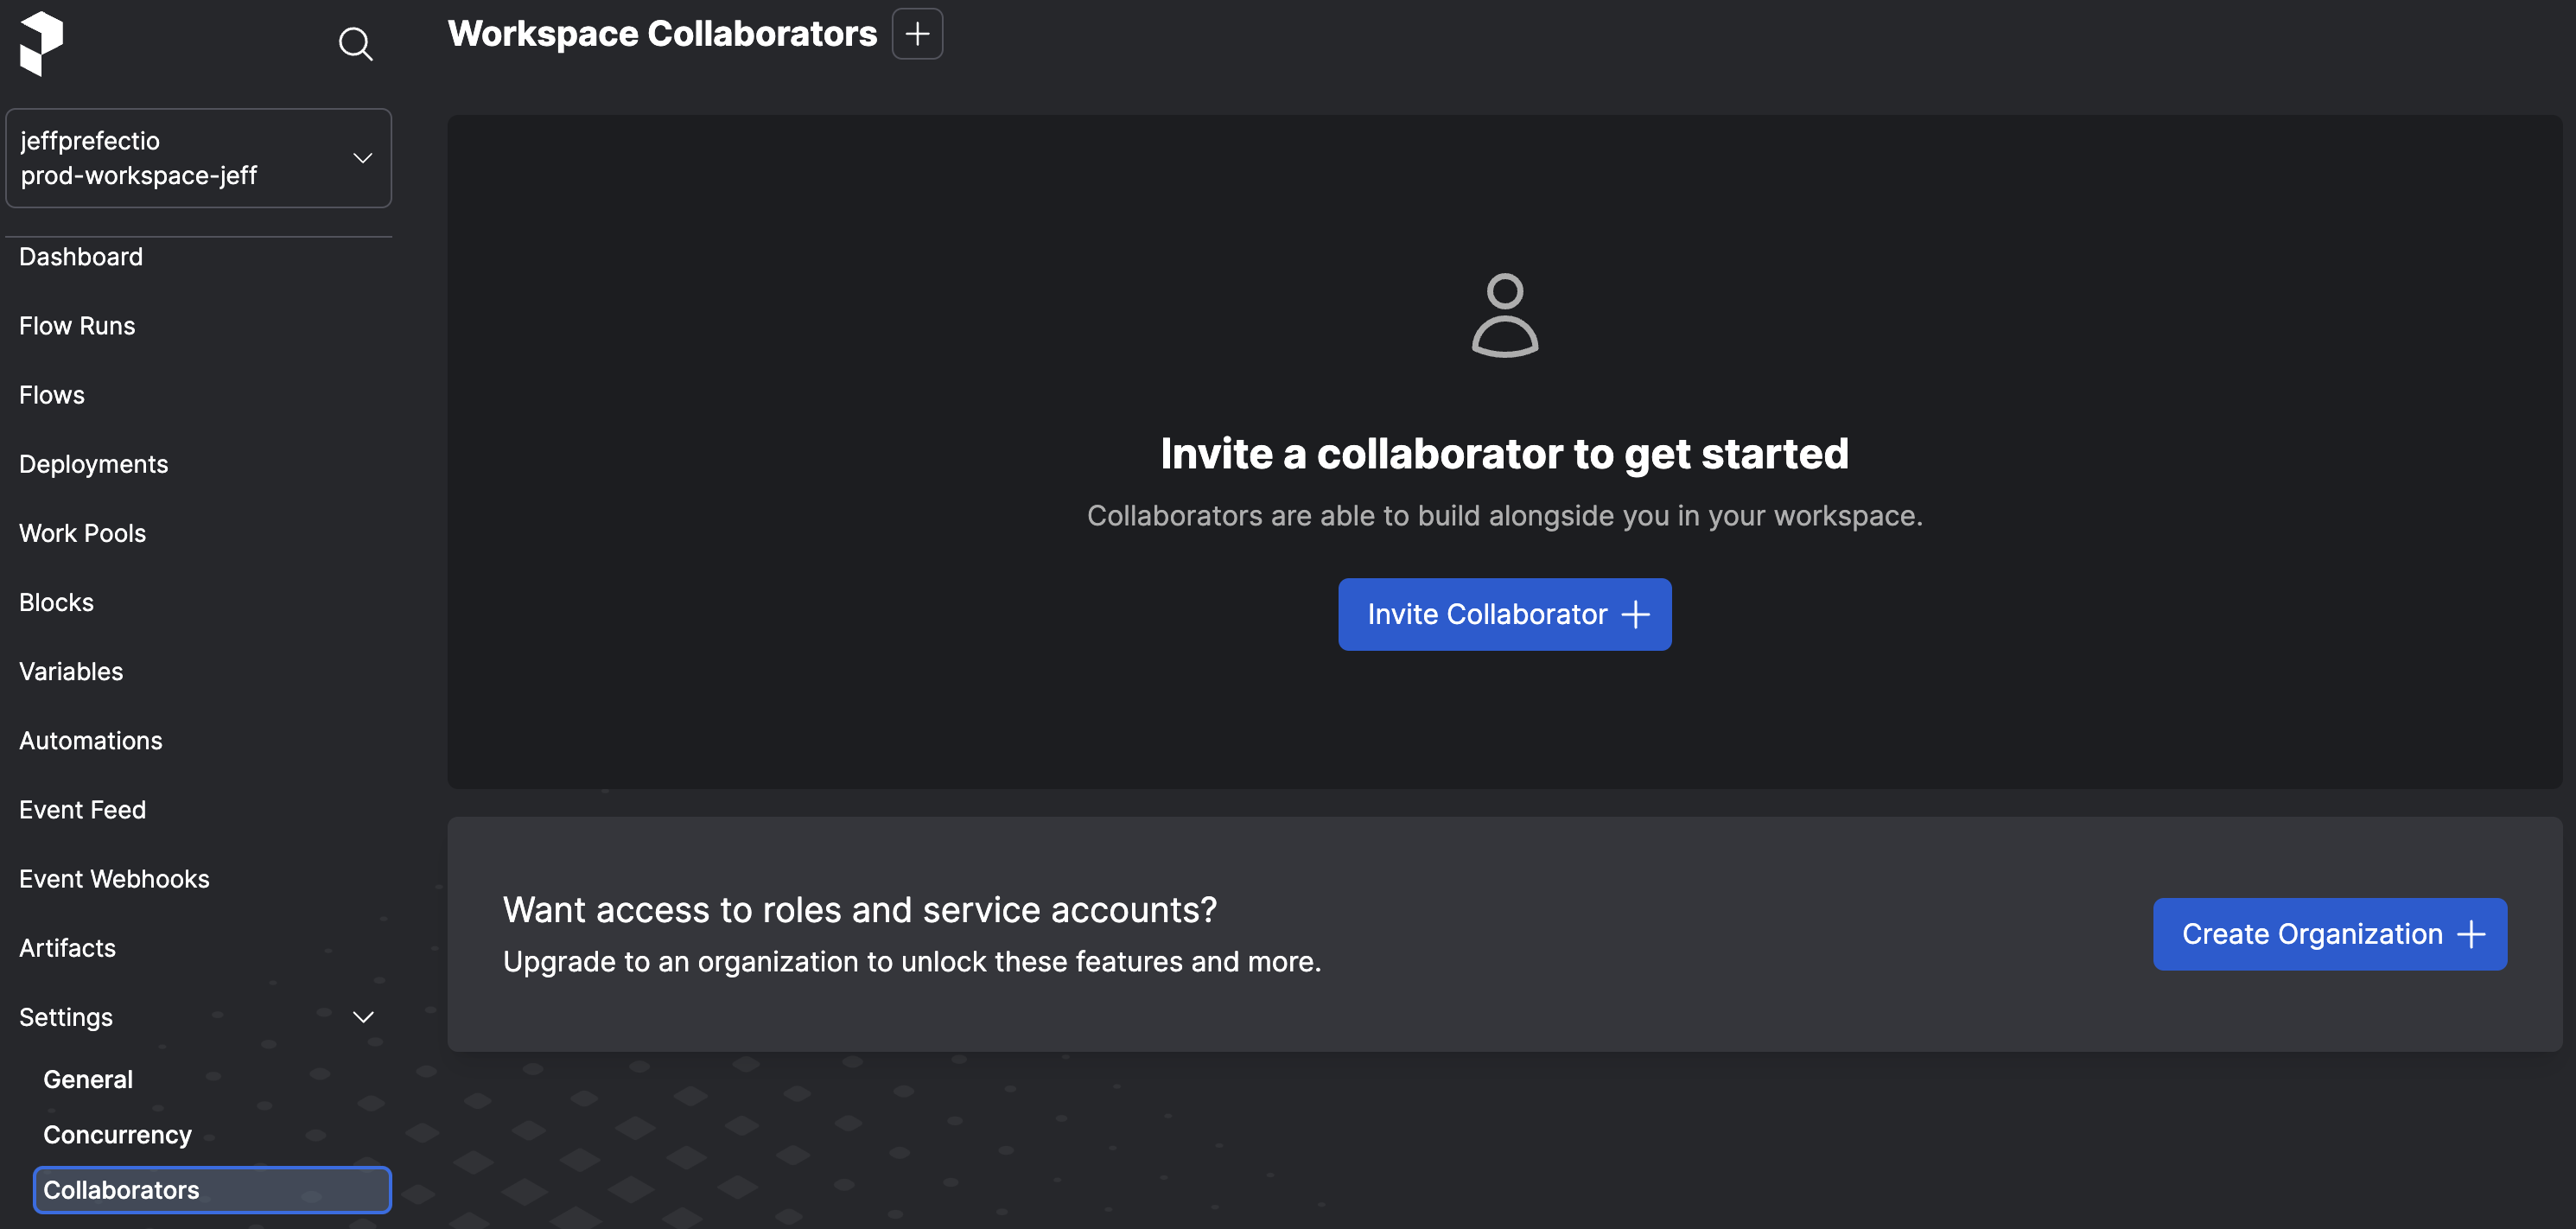 Workspace Collaborators
jeffprefectio
prod-workspace-jeff
Dashboard
Flow Runs
Flows
Deployments
Work Pools
Blocks
Variables
Automations
Event Feed
Event Webhooks
Artifacts
Settings
General
Concurrency
Collaborators
Invite a collaborator to get started
Collaborators are able to build alongside you in your workspace.
Invite Collaborator
Want access to roles and service accounts?
Upgrade to an organization to unlock these features and more.
Create Organization